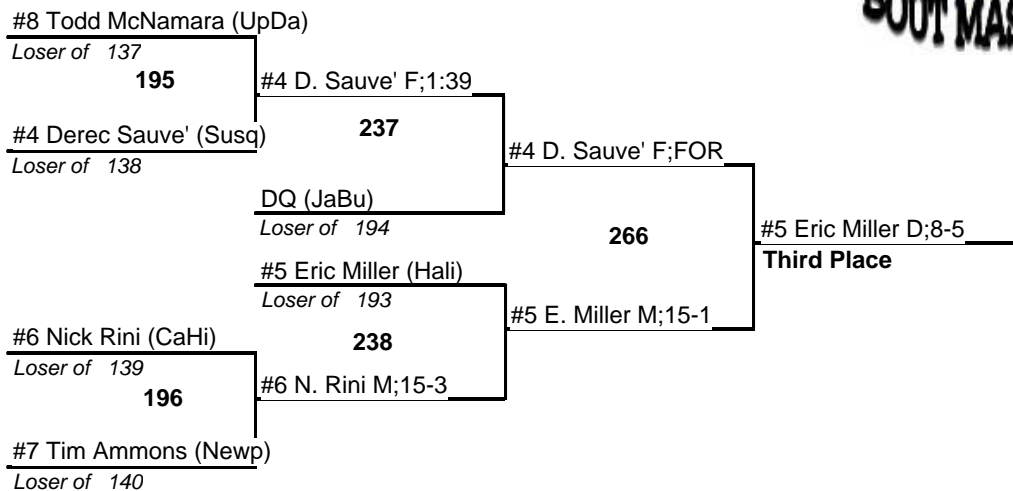 #8 Todd McNamara (UpDa)
Loser of 137
195
#4 D. Sauve' F;1:39
#4 Derec Sauve' (Susq)
Loser of 138
237
#4 D. Sauve' F;FOR
DQ (JaBu)
Loser of 194
266
#5 Eric Miller D;8-5
Third Place
#5 Eric Miller (Hali)
Loser of 193
#5 E. Miller M;15-1
#6 Nick Rini (CaHi)
Loser of 139
238
196
#6 N. Rini M;15-3
#7 Tim Ammons (Newp)
Loser of 140